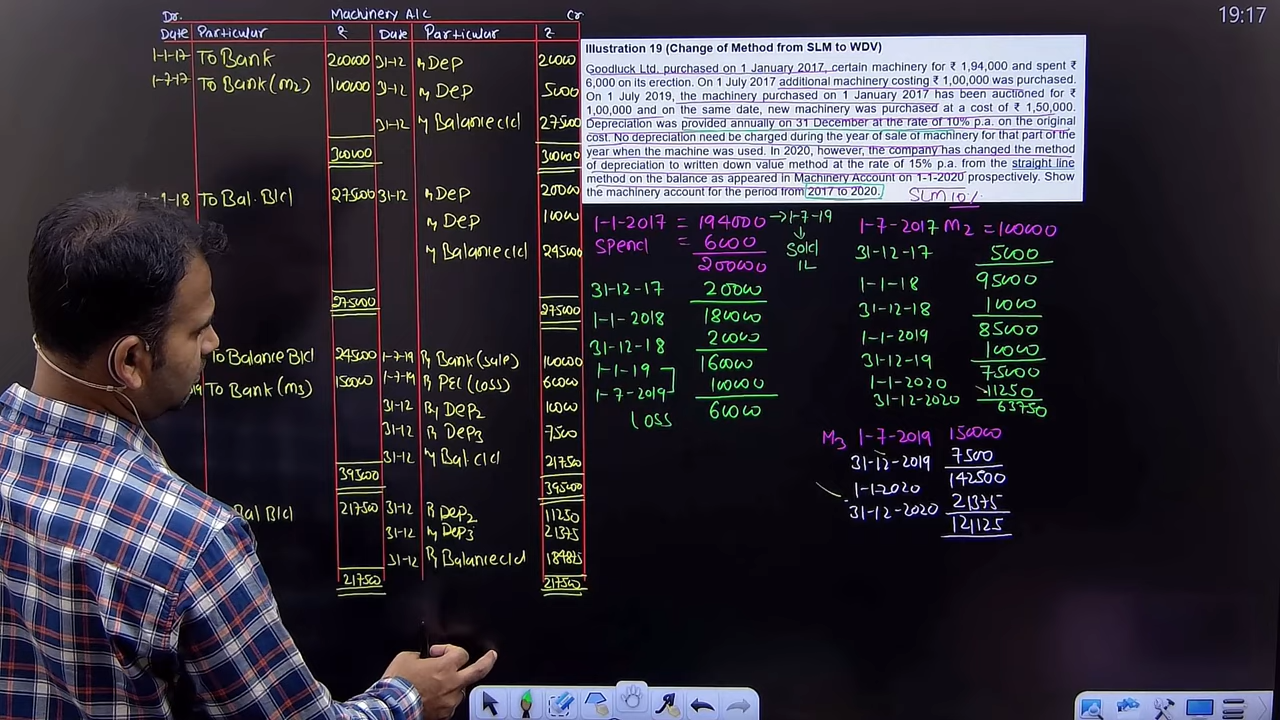 19:17
Dr. Machinery A/c Cr
Date Particular ₹ Date Particular ₹
1-1-17 To Bank 200000 31-12 By Dep 20000
1-7-17 To Bank (m2) 100000 31-12 By Dep 5000
31-12 By Balance c/d 275000
300000 300000
1-18 To Bal. B/d 275000 31-12 By Dep 20000
By Dep 10000
By Balance c/d 245000
275000 275000
To Balance B/d 245000 1-7-19 By Bank (sale) 100000
19 To Bank (m3) 150000 1-7-19 By P&L (Loss) 60000
31-12 By Dep2 10000
31-12 By Dep3 7500
31-12 By Bal. c/d 217500
395000 395000
Bal B/d 217500 31-12 By Dep2 11250
31-12 By Dep3 21375
31-12 By Balance c/d 184875
217500 217500
Illustration 19 (Change of Method from SLM to WDV)
Goodluck Ltd. purchased on 1 January 2017, certain machinery for ₹ 1,94,000 and spent ₹
6,000 on its erection. On 1 July 2017 additional machinery costing ₹ 1,00,000 was purchased.
On 1 July 2019, the machinery purchased on 1 January 2017 has been auctioned for ₹
1,00,000 and on the same date, new machinery was purchased at a cost of ₹ 1,50,000.
Depreciation was provided annually on 31 December at the rate of 10% p.a. on the original
cost. No depreciation need be charged during the year of sale of machinery for that part of the
year when the machine was used. In 2020, however, the company has changed the method
of depreciation to written down value method at the rate of 15% p.a. from the straight line
method on the balance as appeared in Machinery Account on 1-1-2020 prospectively. Show
the machinery account for the period from 2017 to 2020.
SLM 10%
1-1-2017 = 194000 → 1-7-19
Spend = 6000 ↓
200000 Sold
1L
31-12-17 20000
1-1-2018 180000
31-12-18 20000
1-1-19 160000
1-7-2019 100000
Loss 60000
1-7-2017 M2 = 100000
31-12-17 5000
1-1-18 95000
31-12-18 10000
1-1-2019 85000
31-12-19 10000
1-1-2020 75000
31-12-2020 11250
63750
M3 1-7-2019 150000
31-12-2019 7500
1-1-2020 142500
31-12-2020 21375
121125